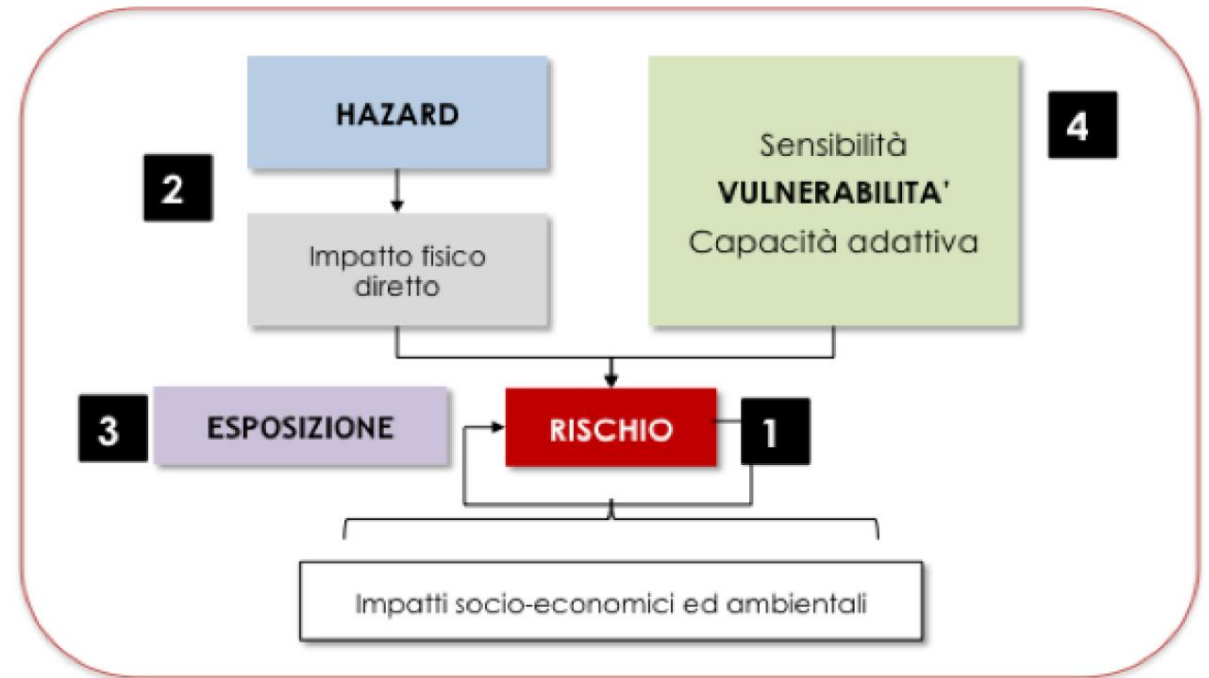 HAZARD
2
Impatto fisico
diretto
Sensibilità
VULNERABILITA'
Capacità adattiva
4
3
ESPOSIZIONE
RISCHIO
1
Impatti socio-economici ed ambientali